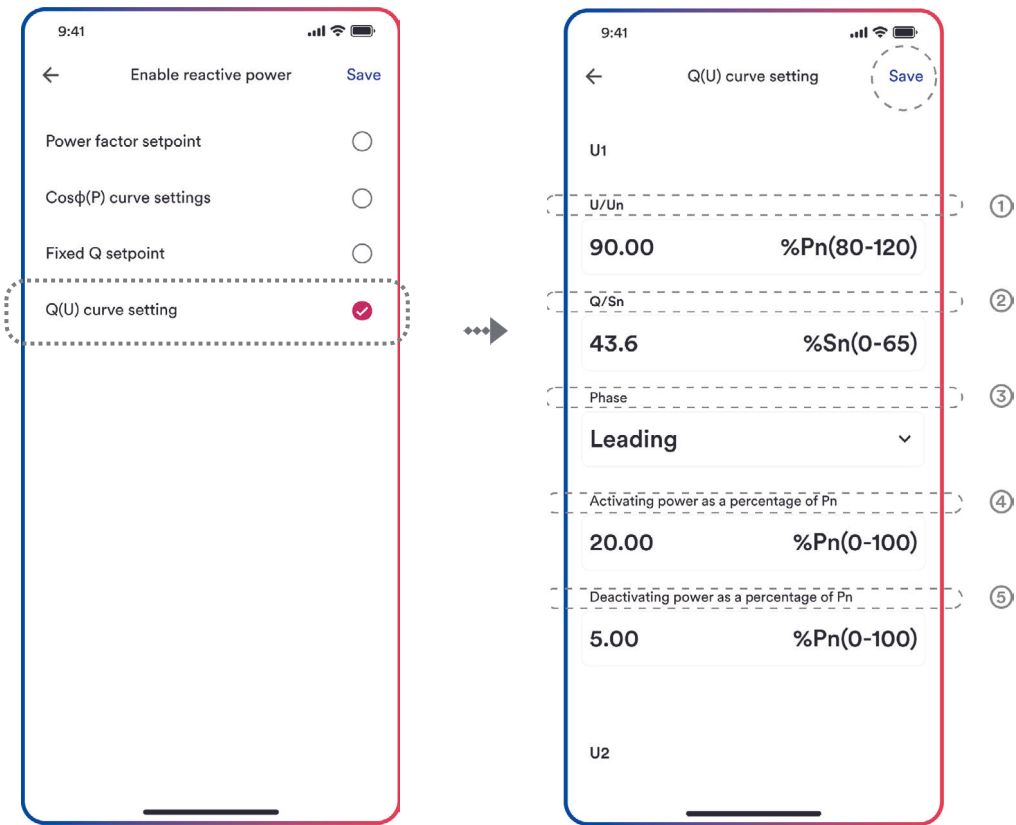 9:41
Enable reactive power
Save
Power factor setpoint
Cosϕ(P) curve settings
Fixed Q setpoint
Q(U) curve setting
9:41
Q(U) curve setting
Save
U1
U/Un
①
90.00 %Pn(80-120)
Q/Sn
②
43.6 %Sn(0-65)
Phase
③
Leading
Activating power as a percentage of Pn
④
20.00 %Pn(0-100)
Deactivating power as a percentage of Pn
⑤
5.00 %Pn(0-100)
U2